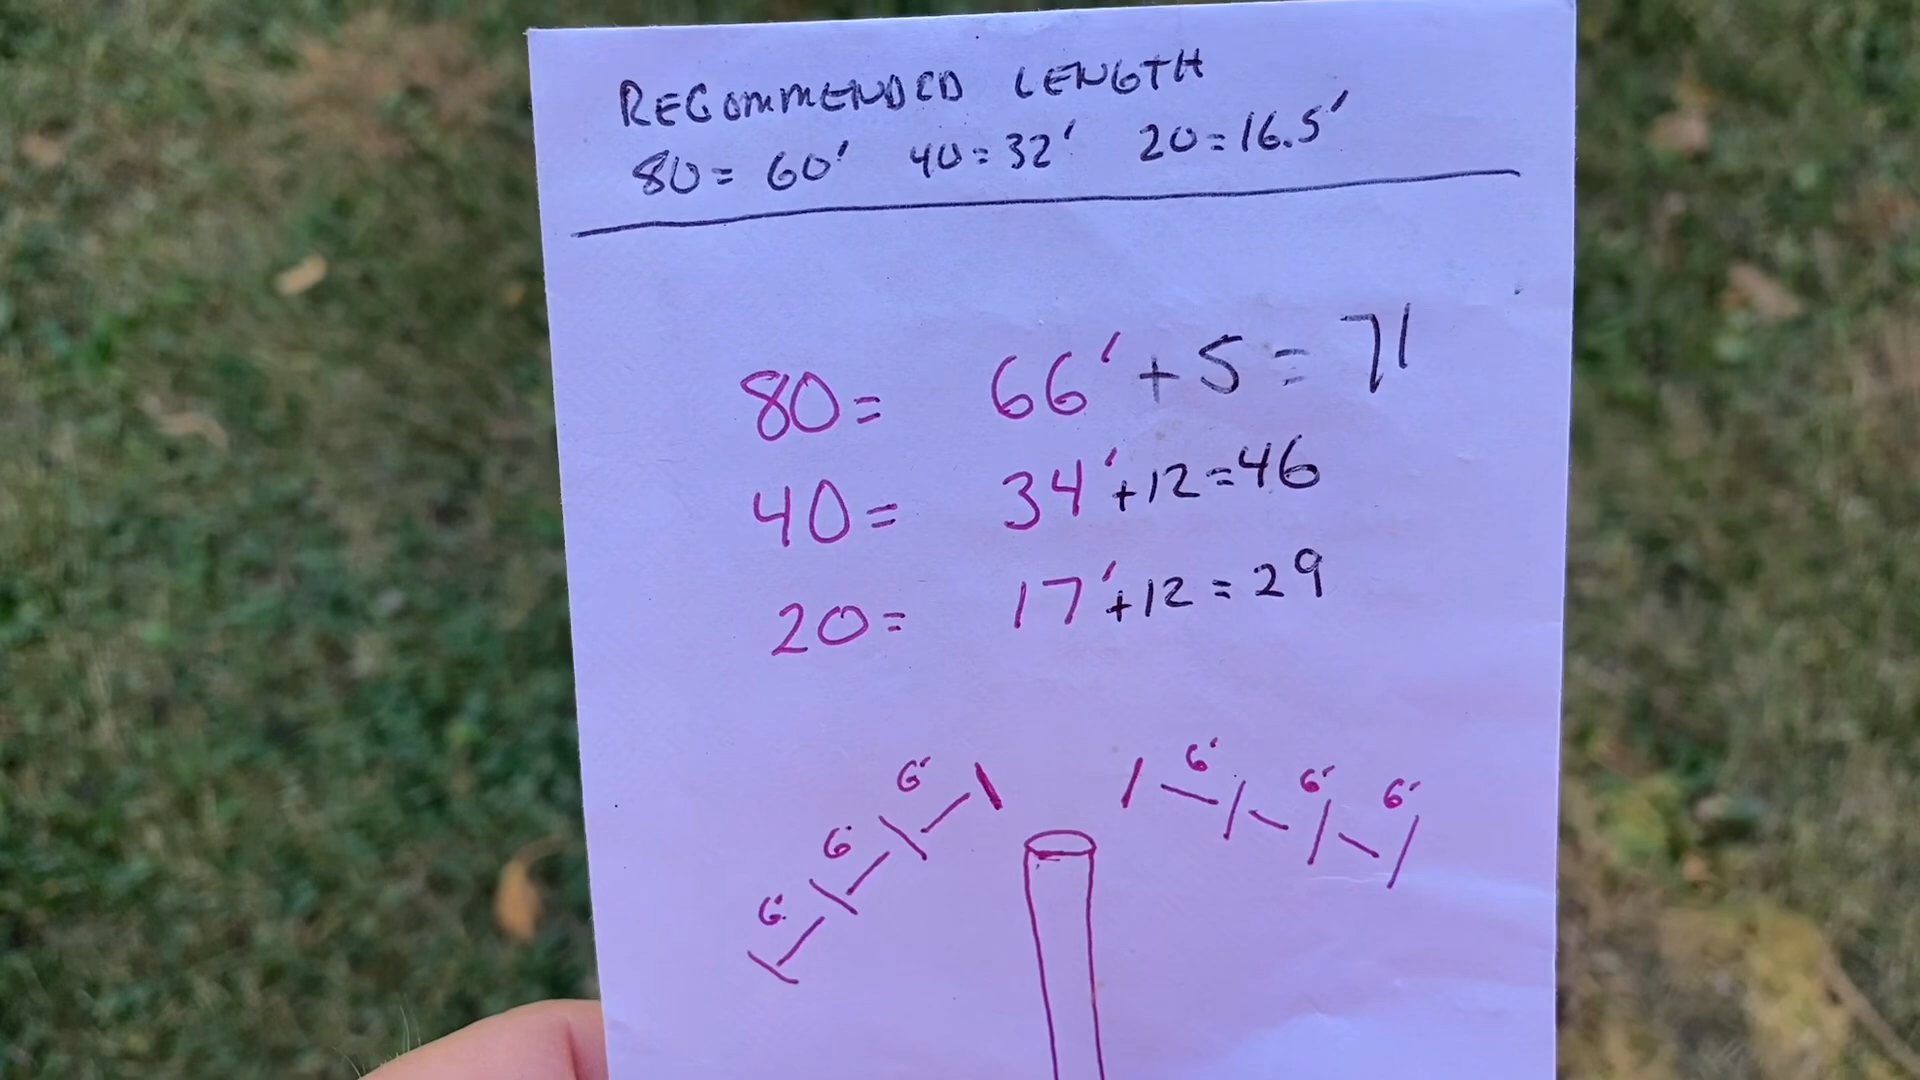 RECOMMENDED LENGTH
80 = 60' 40 = 32' 20 = 16.5'
80 = 66' + 5 = 71
40 = 34' + 12 = 46
20 = 17' + 12 = 29
6' 6'
6' 6' 6'
6'